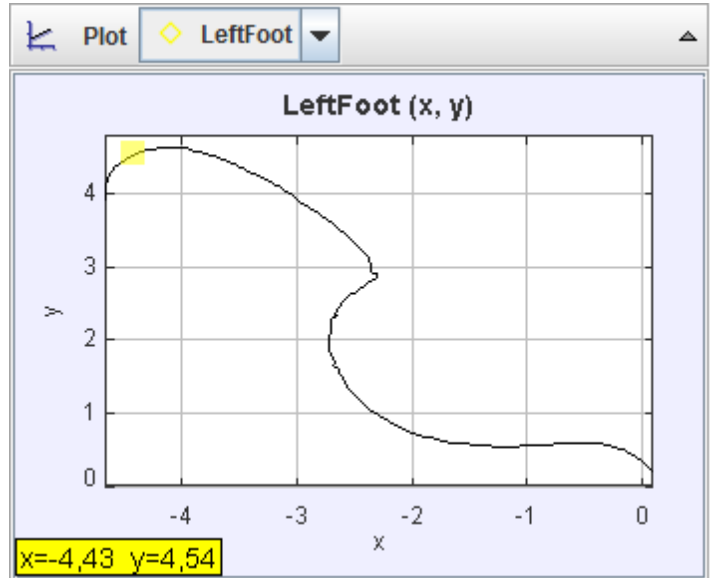 Plot LeftFoot
LeftFoot (x, y)
4
3
2
1
0
y
-4 -3 -2 -1 0
x
x=-4,43 y=4,54